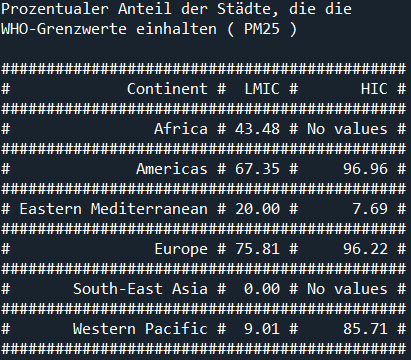 Prozentualer Anteil der Städte, die die
WHO-Grenzwerte einhalten ( PM25 )
#############################################
#             Continent #  LMIC #       HIC #
#############################################
#                Africa # 43.48 # No values #
#############################################
#              Americas # 67.35 #     96.96 #
#############################################
# Eastern Mediterranean # 20.00 #      7.69 #
#############################################
#                Europe # 75.81 #     96.22 #
#############################################
#       South-East Asia #  0.00 # No values #
#############################################
#       Western Pacific #  9.01 #     85.71 #
#############################################